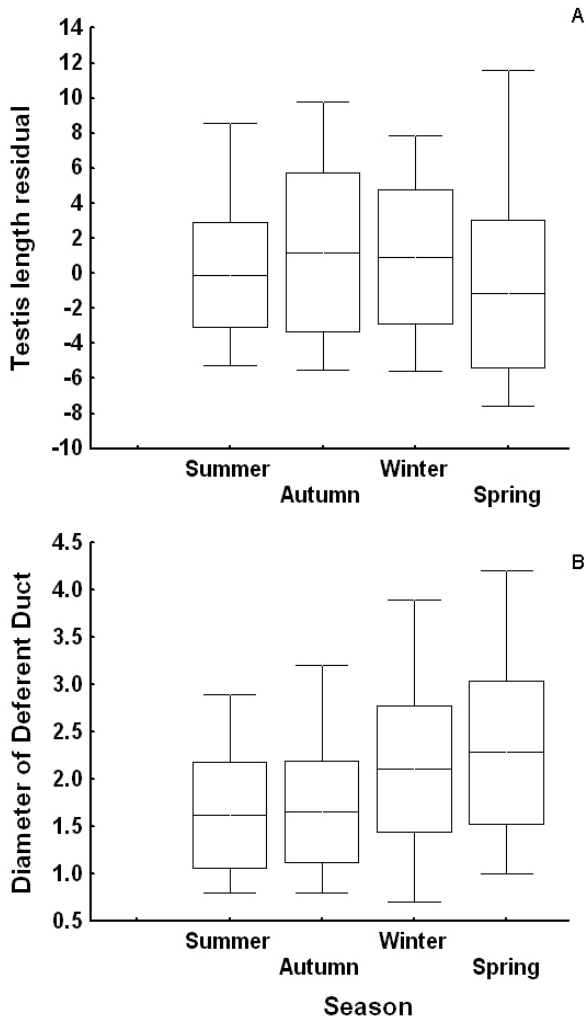 A
Testis length residual
14
12
10
8
6
4
2
0
-2
-4
-6
-8
-10
Summer
Autumn
Winter
Spring
B
Diameter of Deferent Duct
4.5
4.0
3.5
3.0
2.5
2.0
1.5
1.0
0.5
Summer
Autumn
Winter
Spring
Season